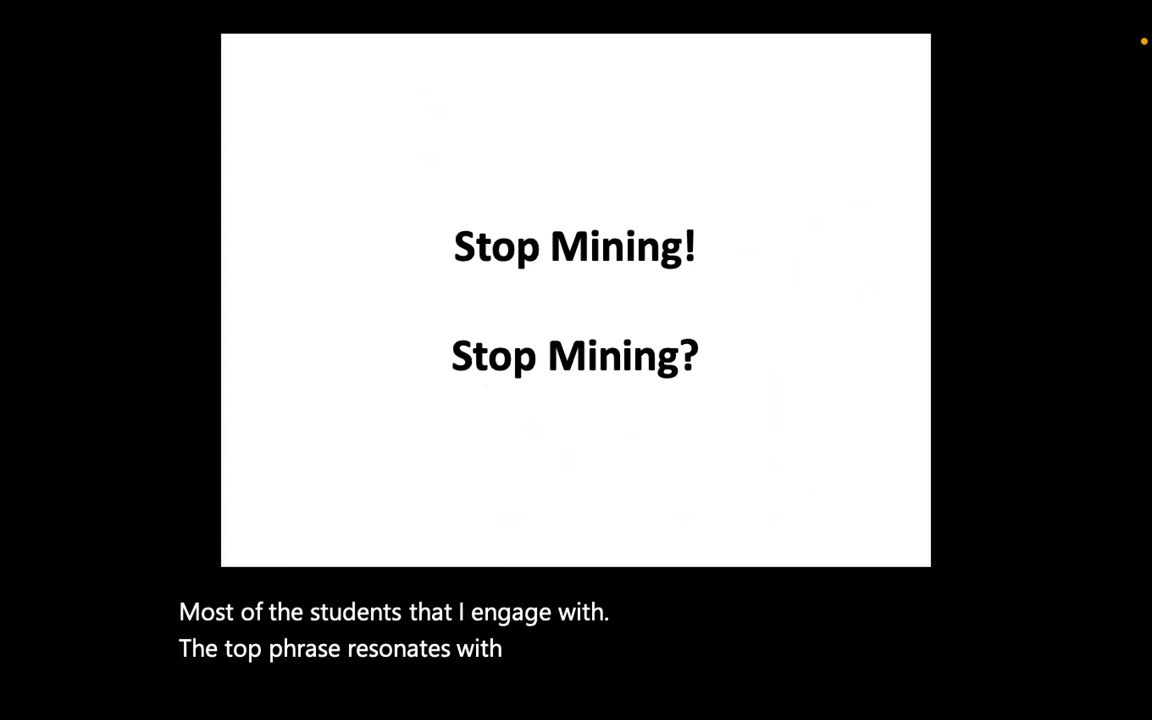 Stop Mining!
Stop Mining?
Most of the students that I engage with.
The top phrase resonates with